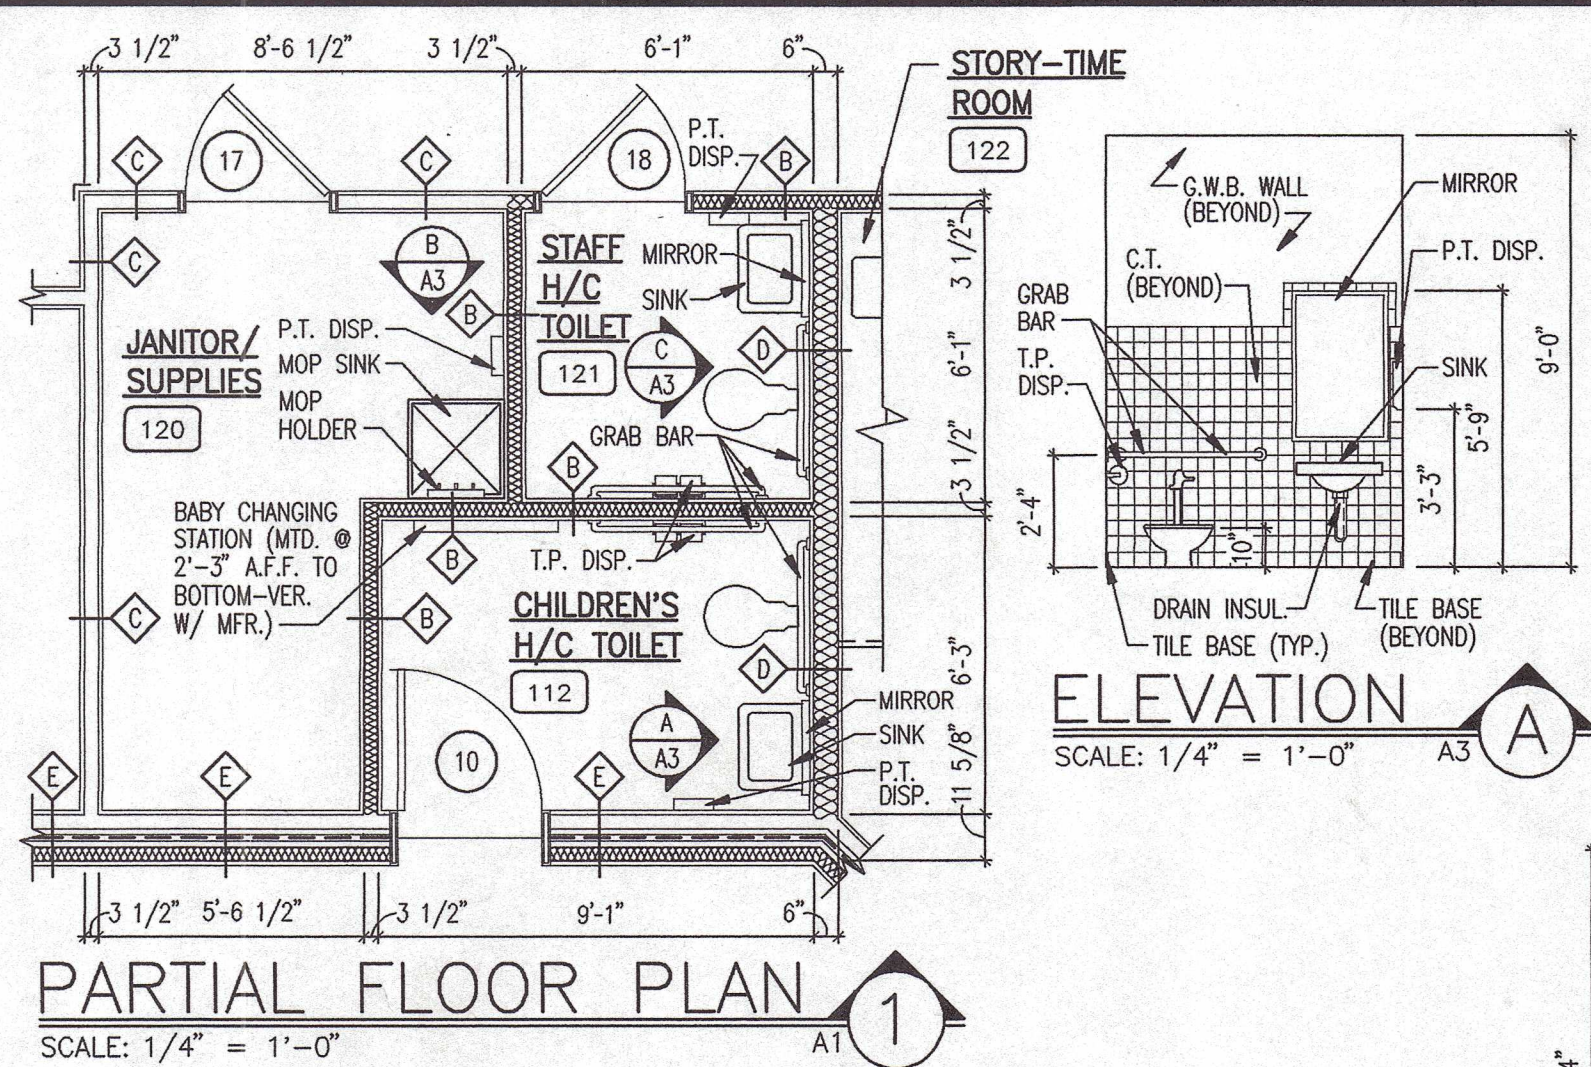 3 1/2"
8'-6 1/2"
3 1/2"
6'-1"
6"
STORY-TIME
ROOM
122
C
17
C
18
P.T.
DISP.
B
C
B
A3
B
STAFF
H/C
TOILET
121
MIRROR
SINK
C
A3
D
3 1/2"
6'-1"
3 1/2"
JANITOR/
SUPPLIES
120
P.T. DISP.
MOP SINK
MOP
HOLDER
GRAB BAR
B
BABY CHANGING
STATION (MTD. @
2'-3" A.F.F. TO
BOTTOM-VER.
W/ MFR.)
B
T.P. DISP.
C
B
CHILDREN'S
H/C TOILET
112
D
6'-3"
A
A3
MIRROR
SINK
P.T.
DISP.
11 5/8"
10
E
E
E
3 1/2"
5'-6 1/2"
3 1/2"
9'-1"
6"
PARTIAL FLOOR PLAN
SCALE: 1/4" = 1'-0"
A1
1
G.W.B. WALL
(BEYOND)
MIRROR
C.T.
(BEYOND)
P.T. DISP.
GRAB
BAR
T.P.
DISP.
SINK
9'-0"
5'-9"
3'-3"
2'-4"
10"
DRAIN INSUL.
TILE BASE
(BEYOND)
TILE BASE (TYP.)
ELEVATION
SCALE: 1/4" = 1'-0"
A3
A
4"